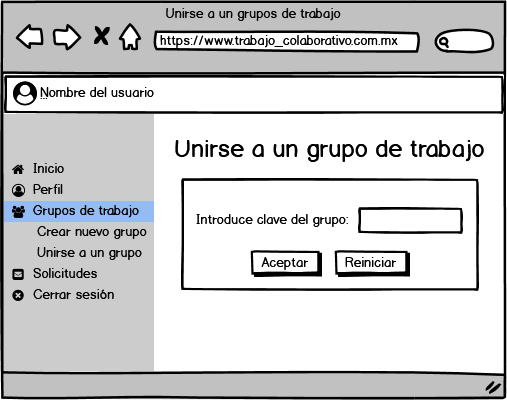 Unirse a un grupos de trabajo
https://www.trabajo_colaborativo.com.mx
Nombre del usuario
Inicio
Perfil
Grupos de trabajo
Crear nuevo grupo
Unirse a un grupo
Solicitudes
Cerrar sesión
Unirse a un grupo de trabajo
Introduce clave del grupo:
Aceptar
Reiniciar